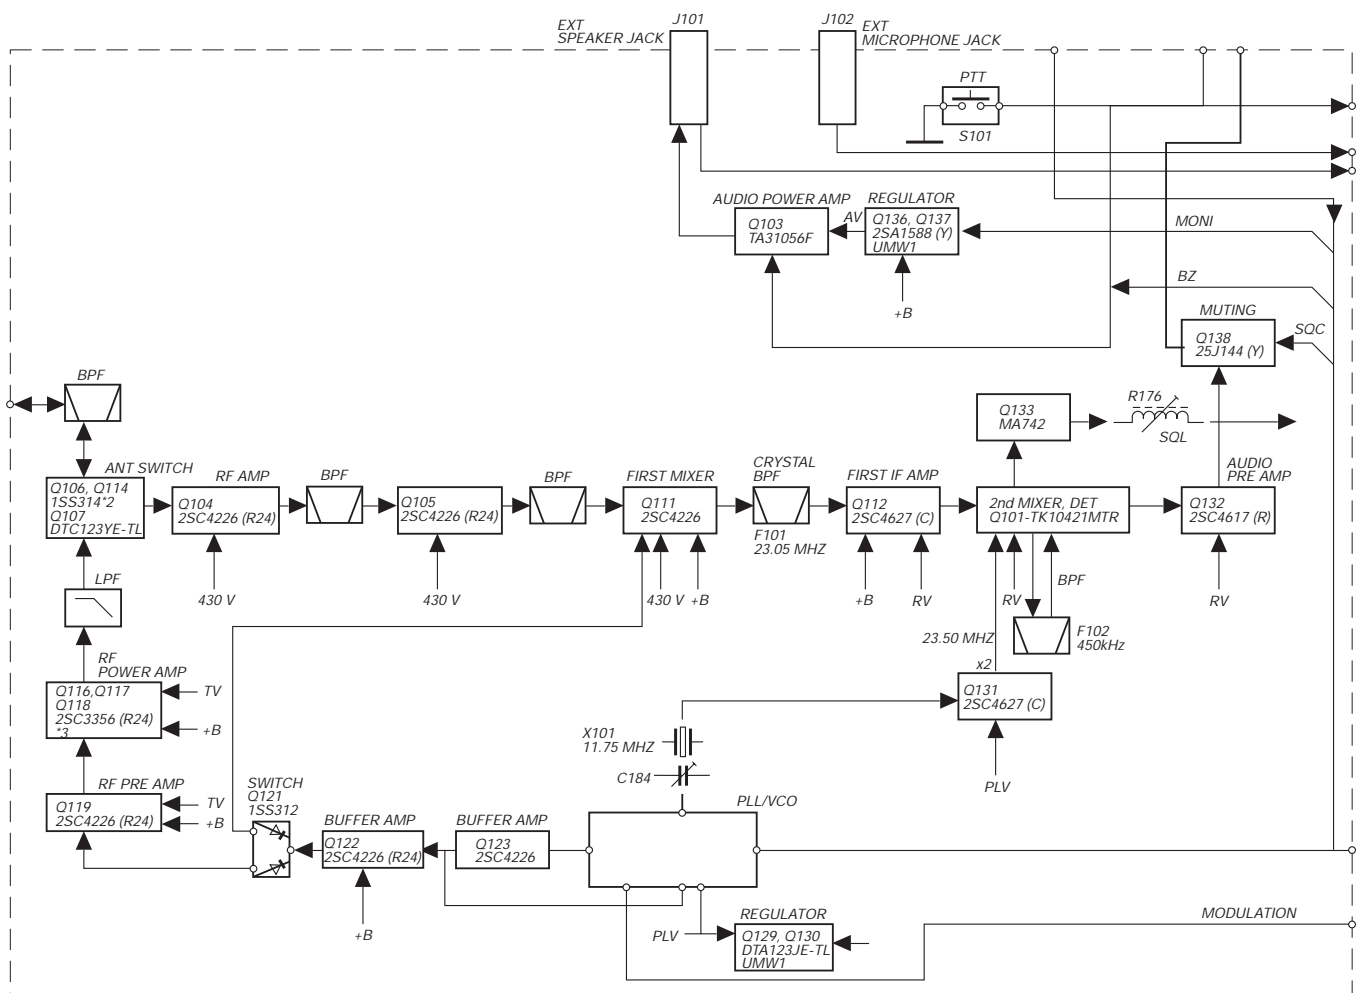 J101
J102
EXT
SPEAKER JACK
EXT
MICROPHONE JACK
PTT
S101
AUDIO POWER AMP
REGULATOR
Q103
TA31056F
AV
Q136, Q137
2SA1588 (Y)
UMW1
MONI
+B
BZ
MUTING
Q138
25J144 (Y)
SQC
BPF
Q133
MA742
R176
SQL
ANT SWITCH
Q106, Q114
1SS314*2
Q107
DTC123YE-TL
RF AMP
Q104
2SC4226 (R24)
BPF
Q105
2SC4226 (R24)
BPF
FIRST MIXER
Q111
2SC4226
CRYSTAL
BPF
F101
23.05 MHZ
FIRST IF AMP
Q112
2SC4627 (C)
2nd MIXER, DET
Q101-TK10421MTR
AUDIO
PRE AMP
Q132
2SC4617 (R)
LPF
430 V
430 V
430 V
+B
+B
RV
RV
BPF
RV
F102
450kHz
23.50 MHZ
x2
Q131
2SC4627 (C)
PLV
RF
POWER AMP
Q116,Q117
Q118
2SC3356 (R24)
*3
TV
+B
X101
11.75 MHZ
C184
RF PRE AMP
Q119
2SC4226 (R24)
TV
+B
SWITCH
Q121
1SS312
BUFFER AMP
Q122
2SC4226 (R24)
BUFFER AMP
Q123
2SC4226
PLL/VCO
+B
PLV
REGULATOR
Q129, Q130
DTA123JE-TL
UMW1
MODULATION